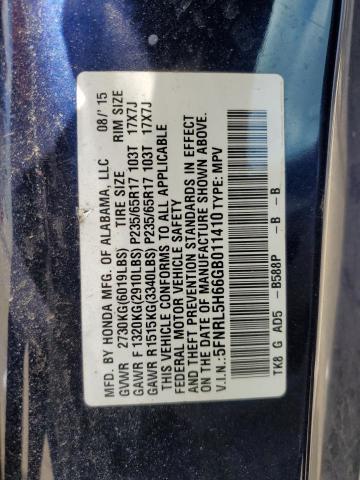 MFD. BY HONDA MFG. OF ALABAMA, LLC 08/'15
GVWR 2730KG(6019LBS) TIRE SIZE RIM SIZE
GAWR F 1320KG(2910LBS) P235/65R17 103T 17X7J
GAWR R 1515KG(3340LBS) P235/65R17 103T 17X7J
THIS VEHICLE CONFORMS TO ALL APPLICABLE
FEDERAL MOTOR VEHICLE SAFETY
AND THEFT PREVENTION STANDARDS IN EFFECT
ON THE DATE OF MANUFACTURE SHOWN ABOVE.
V.I.N.: 5FNRL5H66GB011410 TYPE: MPV
TK8 G AD5 - B588P - B - B